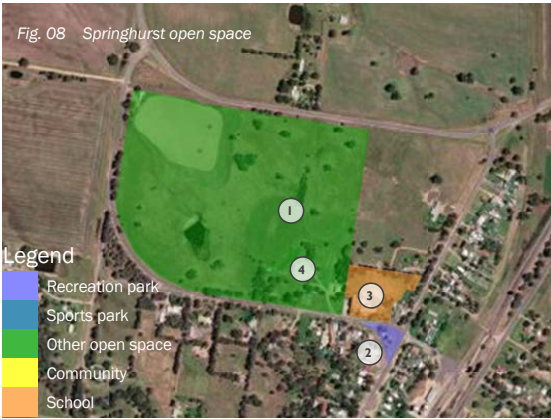 Fig. 08 Springhurst open space
1
4
3
2
Legend
Recreation park
Sports park
Other open space
Community
School